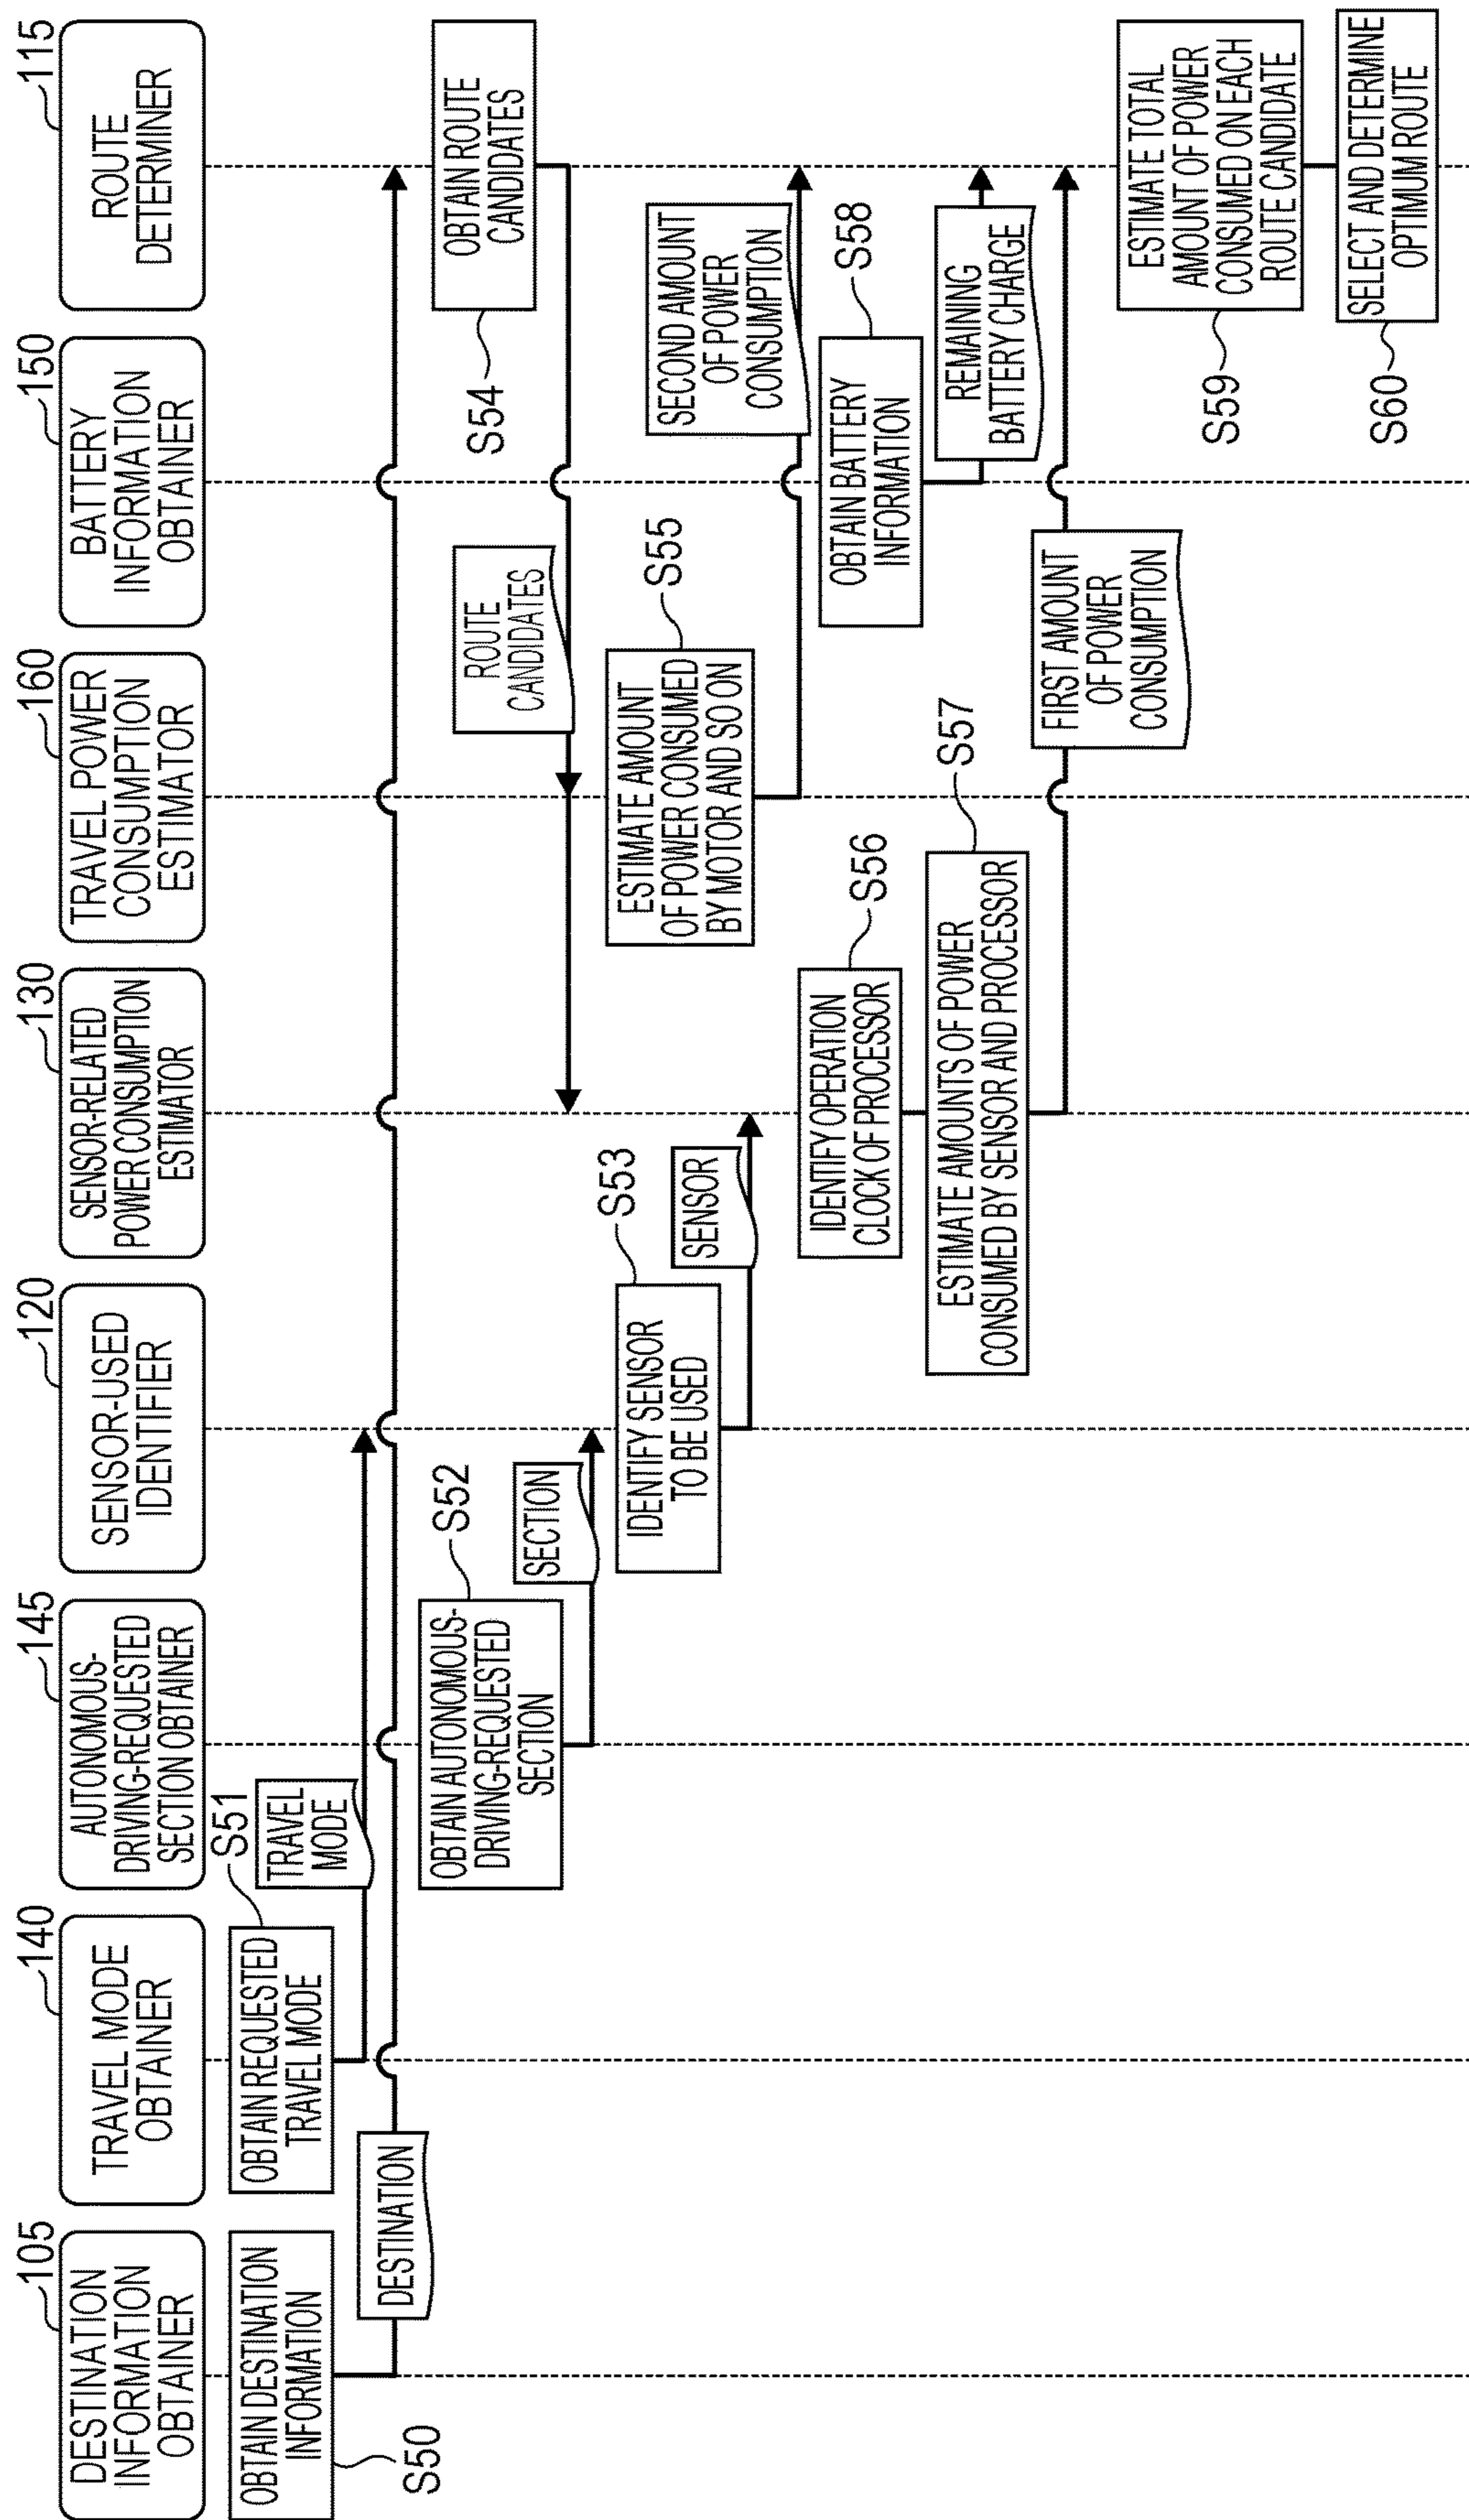 105
DESTINATION
INFORMATION
OBTAINER
140
TRAVEL MODE
OBTAINER
145
AUTONOMOUS-
DRIVING-REQUESTED
SECTION OBTAINER
120
SENSOR-USED
IDENTIFIER
130
SENSOR-RELATED
POWER CONSUMPTION
ESTIMATOR
160
TRAVEL POWER
CONSUMPTION
ESTIMATOR
150
BATTERY
INFORMATION
OBTAINER
115
ROUTE
DETERMINER
OBTAIN DESTINATION
INFORMATION
S50
OBTAIN REQUESTED
TRAVEL MODE
S51
TRAVEL
MODE
DESTINATION
OBTAIN AUTONOMOUS-
DRIVING-REQUESTED
SECTION
S52
SECTION
OBTAIN ROUTE
CANDIDATES
S54
ROUTE
CANDIDATES
IDENTIFY SENSOR
TO BE USED
S53
SENSOR
ESTIMATE AMOUNT
OF POWER CONSUMED
BY MOTOR AND SO ON
S55
SECOND AMOUNT
OF POWER
CONSUMPTION
IDENTIFY OPERATION
CLOCK OF PROCESSOR
S56
OBTAIN BATTERY
INFORMATION
S58
REMAINING
BATTERY CHARGE
ESTIMATE AMOUNTS OF POWER
CONSUMED BY SENSOR AND PROCESSOR
S57
FIRST AMOUNT
OF POWER
CONSUMPTION
ESTIMATE TOTAL
AMOUNT OF POWER
CONSUMED ON EACH
ROUTE CANDIDATE
S59
SELECT AND DETERMINE
OPTIMUM ROUTE
S60